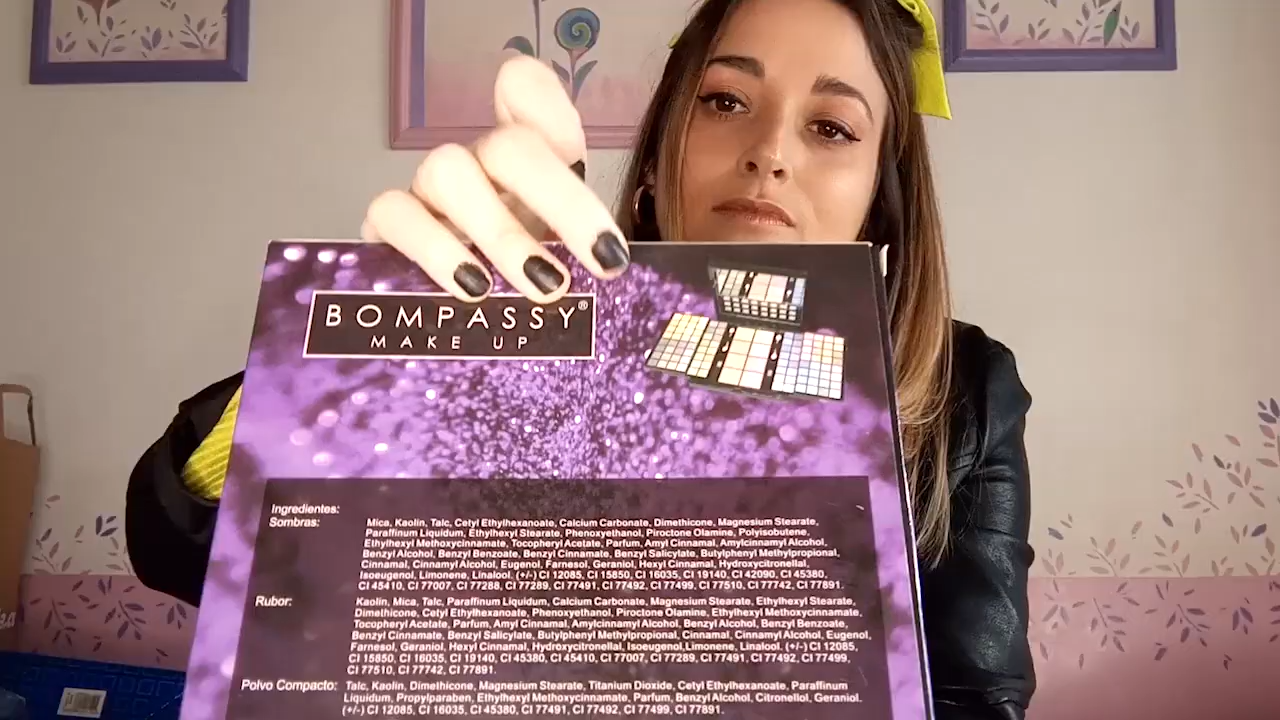 BOMPASSY®
MAKE UP
Ingredientes:
Sombras: Mica, Kaolin, Talc, Cetyl Ethylhexanoate, Calcium Carbonate, Dimethicone, Magnesium Stearate,
Paraffinum Liquidum, Ethylhexyl Stearate, Phenoxyethanol, Piroctone Olamine, Polyisobutene,
Ethylhexyl Methoxycinnamate, Tocopheryl Acetate, Parfum, Amyl Cinnamal, Amylcinnamyl Alcohol,
Benzyl Alcohol, Benzyl Benzoate, Benzyl Cinnamate, Benzyl Salicylate, Butylphenyl Methylpropional,
Cinnamal, Cinnamyl Alcohol, Eugenol, Farnesol, Geraniol, Hexyl Cinnamal, Hydroxycitronellal,
Isoeugenol, Limonene, Linalool. (+/-) CI 12085, CI 15850, CI 16035, CI 19140, CI 42090, CI 45380,
CI 45410, CI 77007, CI 77288, CI 77289, CI 77491, CI 77492, CI 77499, CI 77510, CI 77742, CI 77891.
Rubor: Kaolin, Mica, Talc, Paraffinum Liquidum, Calcium Carbonate, Magnesium Stearate, Ethylhexyl Stearate,
Dimethicone, Cetyl Ethylhexanoate, Phenoxyethanol, Piroctone Olamine, Ethylhexyl Methoxycinnamate,
Tocopheryl Acetate, Parfum, Amyl Cinnamal, Amylcinnamyl Alcohol, Benzyl Alcohol, Benzyl Benzoate,
Benzyl Cinnamate, Benzyl Salicylate, Butylphenyl Methylpropional, Cinnamal, Cinnamyl Alcohol, Eugenol,
Farnesol, Geraniol, Hexyl Cinnamal, Hydroxycitronellal, Isoeugenol,Limonene, Linalool. (+/-) CI 12085,
CI 15850, CI 16035, CI 19140, CI 45380, CI 45410, CI 77007, CI 77289, CI 77491, CI 77492, CI 77499,
CI 77510, CI 77742, CI 77891.
Polvo Compacto: Talc, Kaolin, Dimethicone, Magnesium Stearate, Titanium Dioxide, Cetyl Ethylhexanoate, Paraffinum
Liquidum, Propylparaben, Ethylhexyl Methoxycinnamate, Parfum, Benzyl Alcohol, Citronellol, Geraniol.
(+/-) CI 12085, CI 16035, CI 45380, CI 77491, CI 77492, CI 77499, CI 77891.